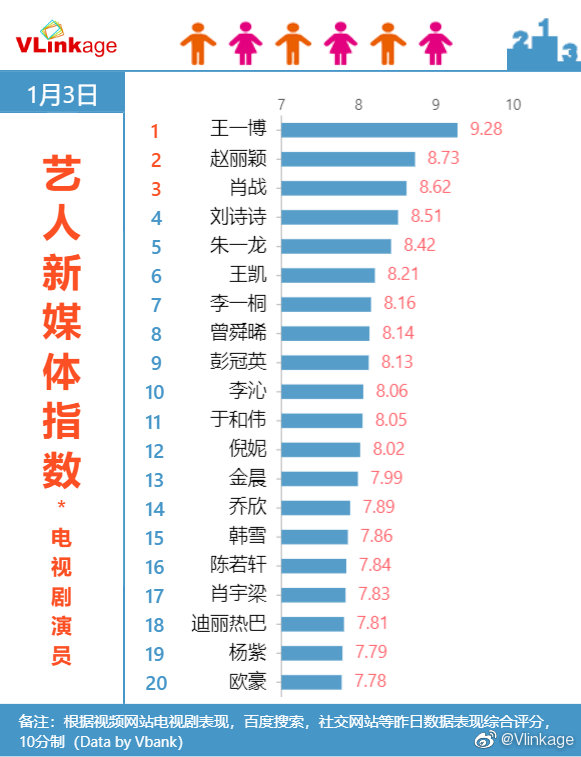 VLinkage
1
2
3
1月3日
艺人新媒体指数
*电视剧演员
7 8 9 10
1 王一博 9.28
2 赵丽颖 8.73
3 肖战 8.62
4 刘诗诗 8.51
5 朱一龙 8.42
6 王凯 8.21
7 李一桐 8.16
8 曾舜晞 8.14
9 彭冠英 8.13
10 李沁 8.06
11 于和伟 8.05
12 倪妮 8.02
13 金晨 7.99
14 乔欣 7.89
15 韩雪 7.86
16 陈若轩 7.84
17 肖宇梁 7.83
18 迪丽热巴 7.81
19 杨紫 7.79
20 欧豪 7.78
备注：根据视频网站电视剧表现，百度搜索，社交网站等昨日数据表现综合评分，
10分制（Data by Vbank）
@Vlinkage